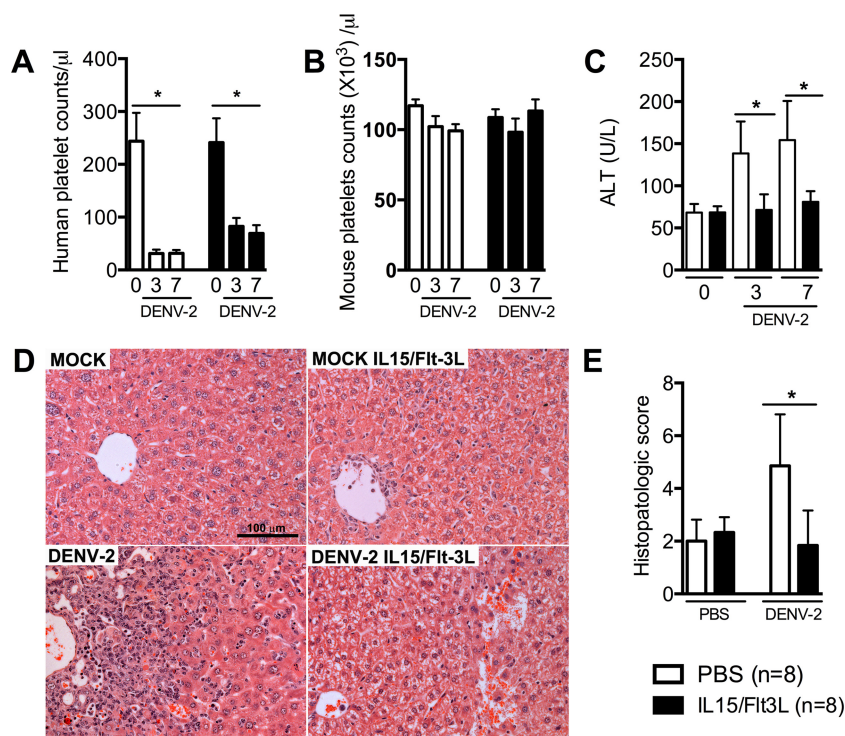 A
Human platelet counts/µl
400
300
200
100
0
*
*
0 3 7 0 3 7
DENV-2 DENV-2
B
Mouse platelets counts (X10³) /µl
150
100
50
0
0 3 7 0 3 7
DENV-2 DENV-2
C
ALT (U/L)
250
200
150
100
50
0
*
*
0 3 7
DENV-2
D
MOCK
MOCK IL15/Flt-3L
100 µm
DENV-2
DENV-2 IL15/Flt-3L
E
Histopatologic score
8
6
4
2
0
*
PBS DENV-2
PBS (n=8)
IL15/Flt3L (n=8)